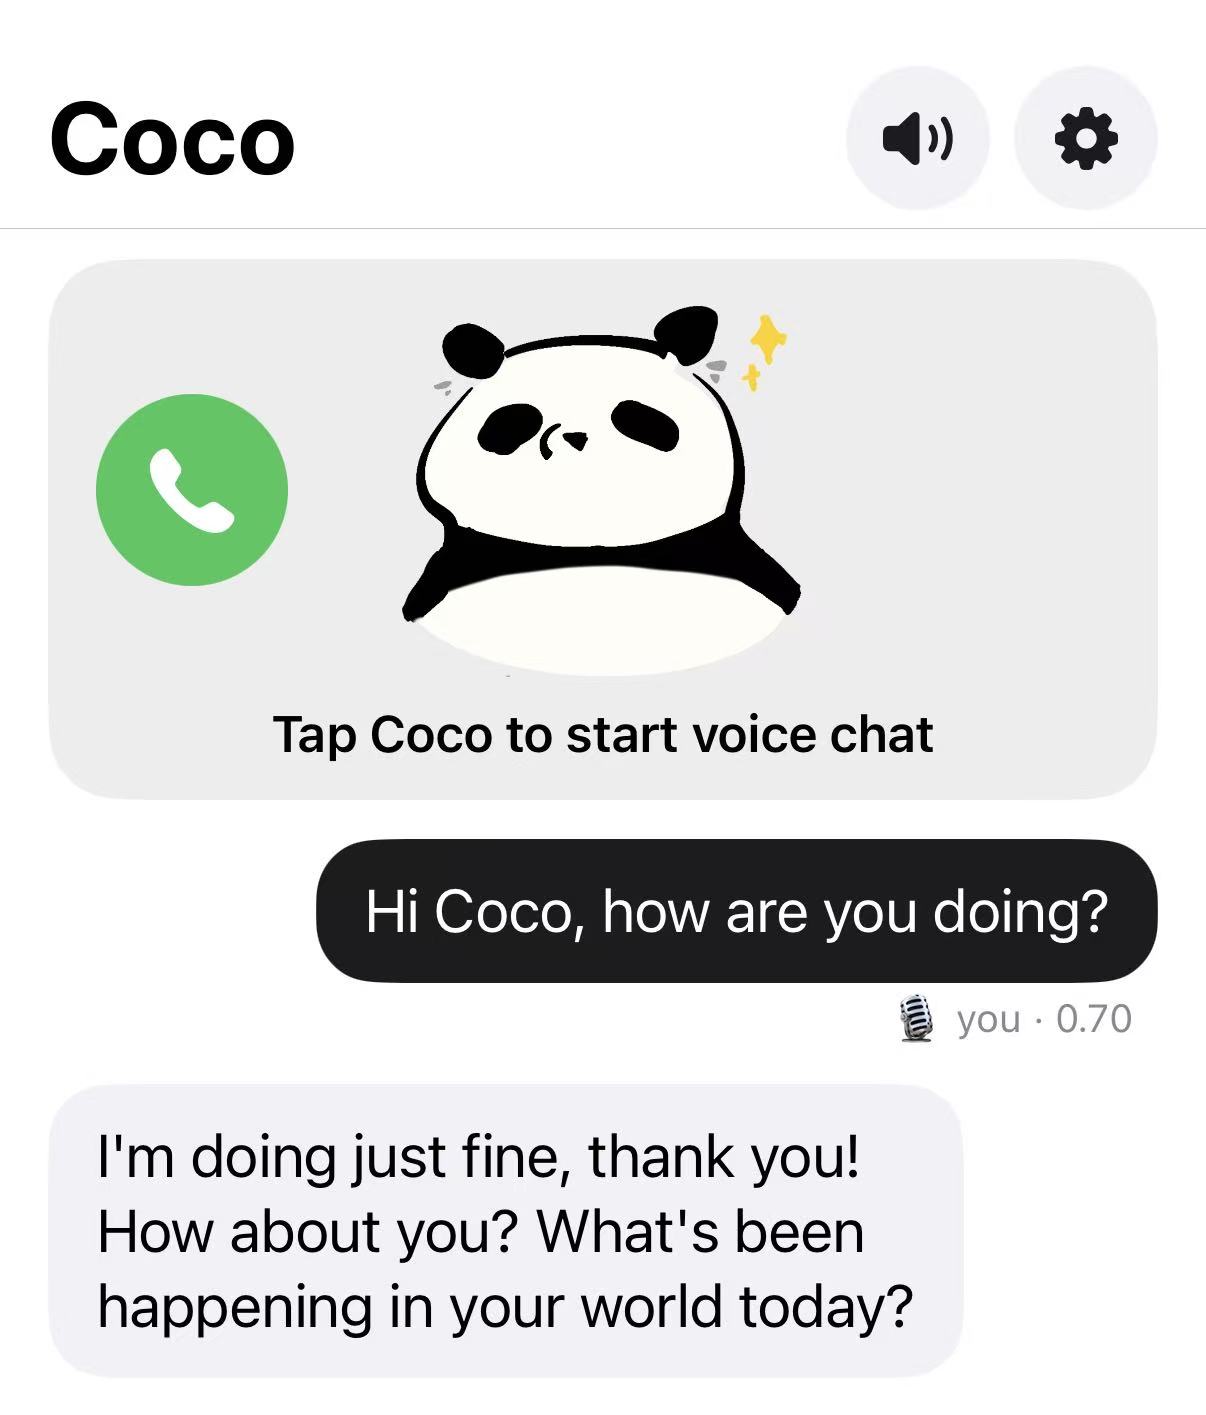 Coco
Tap Coco to start voice chat
Hi Coco, how are you doing?
you · 0.70
I'm doing just fine, thank you!
How about you? What's been
happening in your world today?